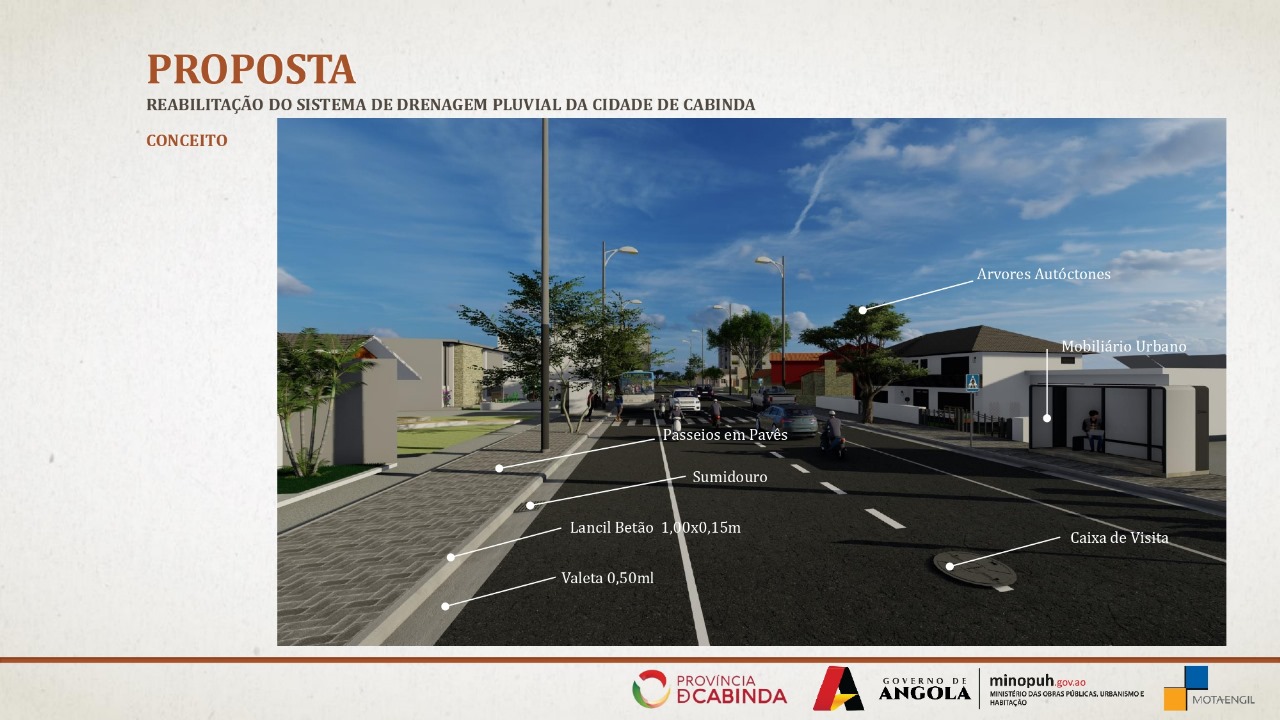 PROPOSTA
REABILITAÇÃO DO SISTEMA DE DRENAGEM PLUVIAL DA CIDADE DE CABINDA
CONCEITO
Arvores Autóctones
Mobiliário Urbano
Passeios em Pavês
Sumidouro
Lancil Betão  1,00x0,15m
Caixa de Visita
Valeta 0,50ml
PROVÍNCIA
DCABINDA
GOVERNO DE
ANGOLA
minopuh.gov.ao
MINISTÉRIO DAS OBRAS PÚBLICAS, URBANISMO E
HABITAÇÃO
MOTA-ENGIL